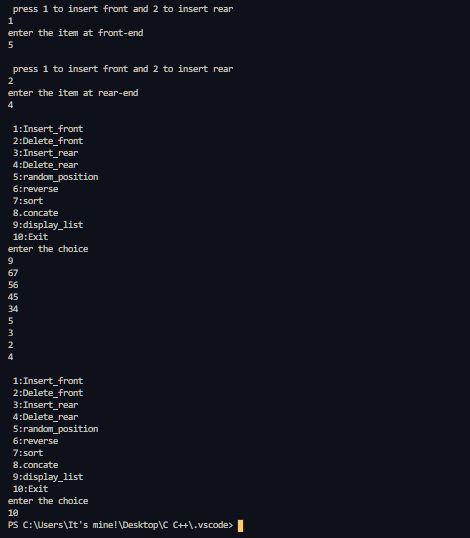 press 1 to insert front and 2 to insert rear
1
enter the item at front-end
5
press 1 to insert front and 2 to insert rear
2
enter the item at rear-end
4
1:Insert_front
2:Delete_front
3:Insert_rear
4:Delete_rear
5:random_position
6:reverse
7:sort
8.concate
9:display_list
10:Exit
enter the choice
9
67
56
45
34
5
3
2
4
1:Insert_front
2:Delete_front
3:Insert_rear
4:Delete_rear
5:random_position
6:reverse
7:sort
8.concate
9:display_list
10:Exit
enter the choice
10
PS C:\Users\It's mine!\Desktop\C C++\.vscode>